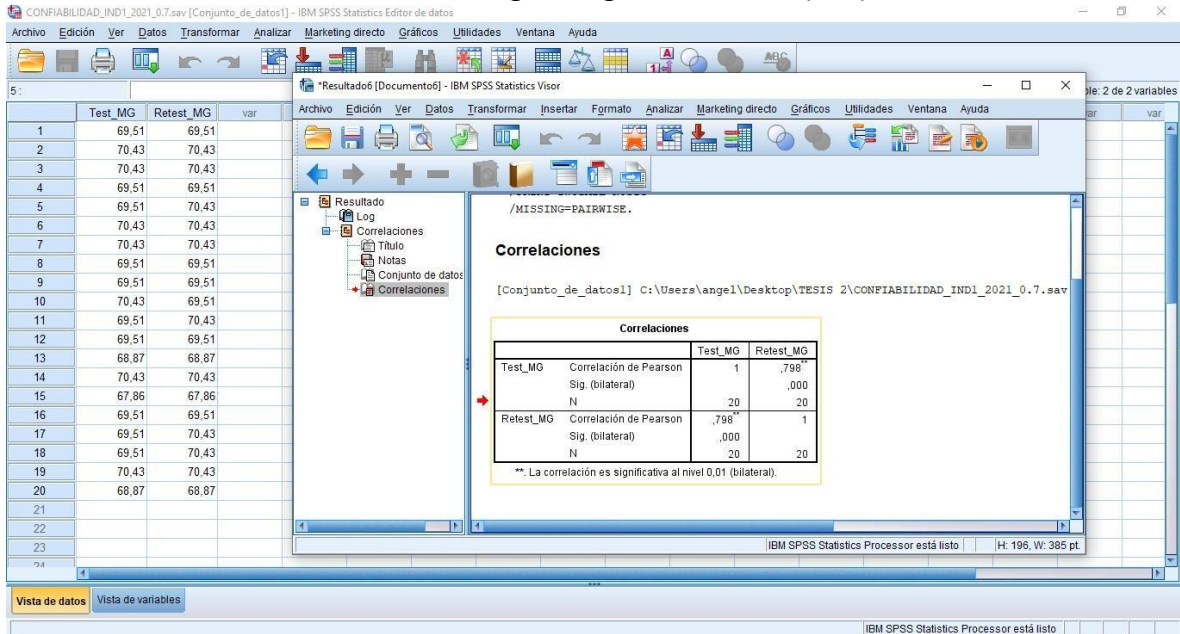 CONFIABILIDAD_IND1_2021_0.7.sav [Conjunto_de_datos1] - IBM SPSS Statistics Editor de datos
Archivo Edición Ver Datos Transformar Analizar Marketing directo Gráficos Utilidades Ventana Ayuda
5 :
ble: 2 de 2 variables
Test_MG Retest_MG var
var var
1 69,51 69,51
2 70,43 70,43
3 70,43 70,43
4 69,51 69,51
5 69,51 70,43
6 70,43 70,43
7 70,43 70,43
8 69,51 69,51
9 69,51 69,51
10 70,43 69,51
11 69,51 70,43
12 69,51 69,51
13 68,87 68,87
14 70,43 70,43
15 67,86 67,86
16 69,51 69,51
17 69,51 70,43
18 69,51 70,43
19 70,43 70,43
20 68,87 68,87
21
22
23
24
Vista de datos Vista de variables
IBM SPSS Statistics Processor está listo
*Resultado6 [Documento6] - IBM SPSS Statistics Visor
Archivo Edición Ver Datos Transformar Insertar Formato Analizar Marketing directo Gráficos Utilidades Ventana Ayuda
Resultado
Log
Correlaciones
Título
Notas
Conjunto de datos
Correlaciones
/MISSING=PAIRWISE.
Correlaciones
[Conjunto_de_datos1] C:\Users\angel\Desktop\TESIS 2\CONFIABILIDAD_IND1_2021_0.7.sav
Correlaciones
Test_MG Retest_MG
Test_MG Correlación de Pearson 1 ,798**
Sig. (bilateral) ,000
N 20 20
Retest_MG Correlación de Pearson ,798** 1
Sig. (bilateral) ,000
N 20 20
**. La correlación es significativa al nivel 0,01 (bilateral).
IBM SPSS Statistics Processor está listo H: 196, W: 385 pt.